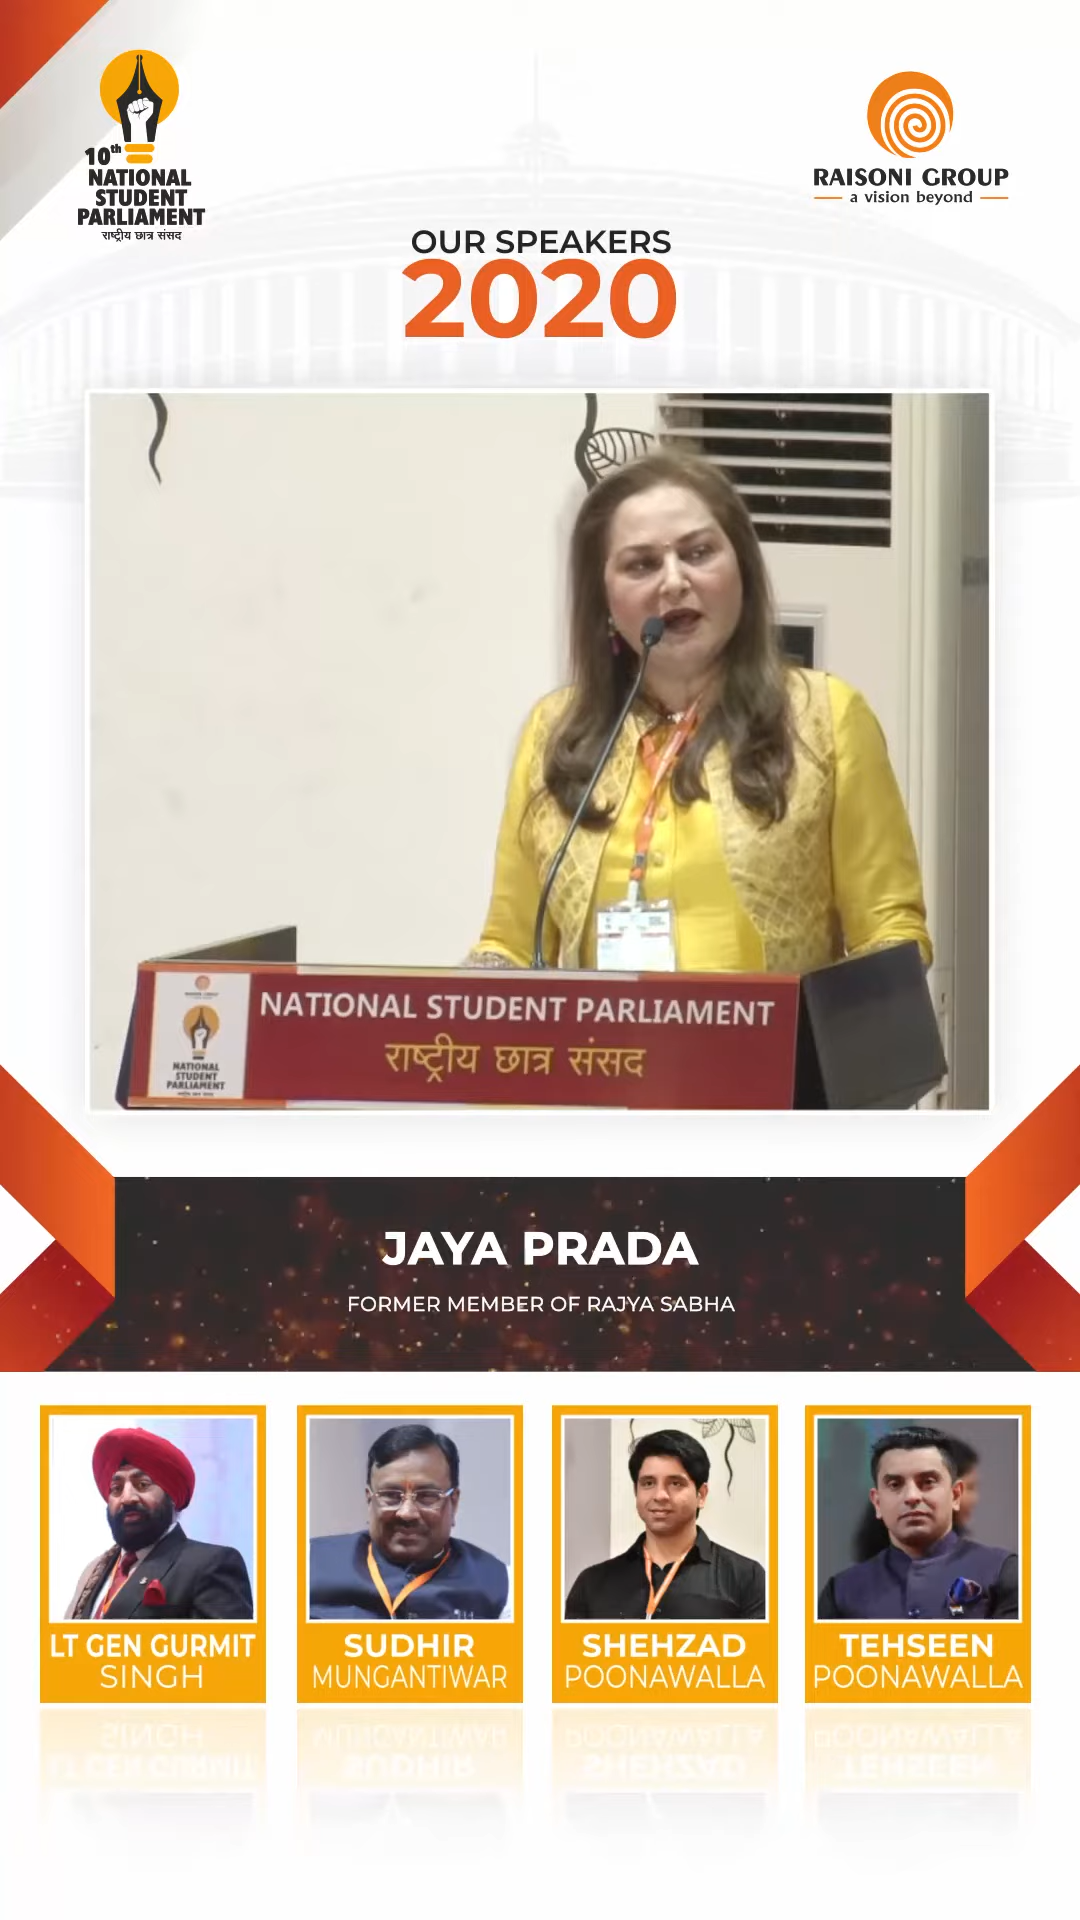 10th
NATIONAL
STUDENT
PARLIAMENT
राष्ट्रीय छात्र संसद
RAISONI GROUP
a vision beyond
OUR SPEAKERS
2020
NATIONAL STUDENT PARLIAMENT
राष्ट्रीय छात्र संसद
NATIONAL
STUDENT
PARLIAMENT
JAYA PRADA
FORMER MEMBER OF RAJYA SABHA
LT GEN GURMIT
SINGH
SUDHIR
MUNGANTIWAR
SHEHZAD
POONAWALLA
TEHSEEN
POONAWALLA